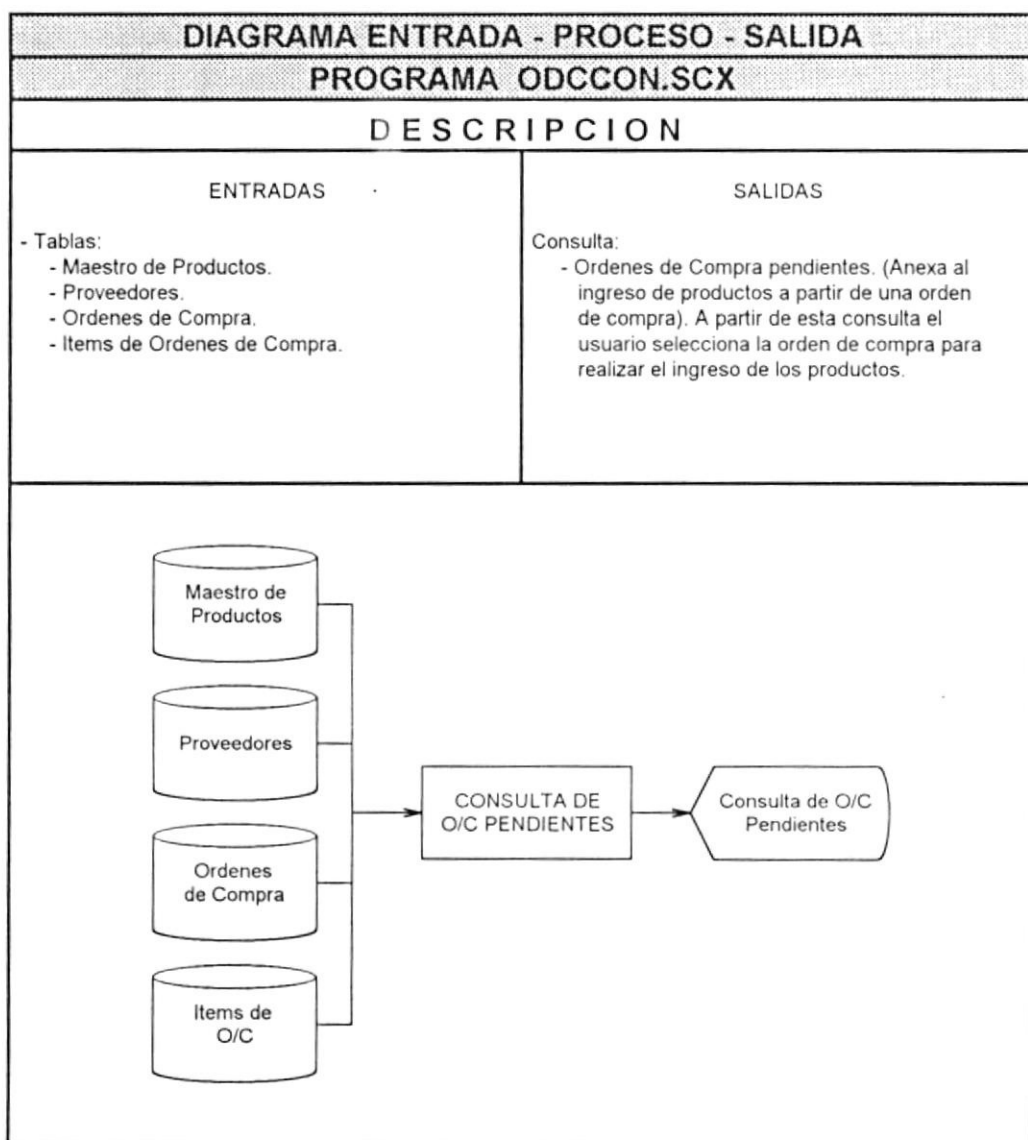 DIAGRAMA ENTRADA - PROCESO - SALIDA
PROGRAMA ODCCON.SCX
DESCRIPCION
ENTRADAS
- Tablas:
- Maestro de Productos.
- Proveedores.
- Ordenes de Compra.
- Items de Ordenes de Compra.
SALIDAS
Consulta:
- Ordenes de Compra pendientes. (Anexa al
ingreso de productos a partir de una orden
de compra). A partir de esta consulta el
usuario selecciona la orden de compra para
realizar el ingreso de los productos.
Maestro de
Productos
Proveedores
Ordenes
de Compra
Items de
O/C
CONSULTA DE
O/C PENDIENTES
Consulta de O/C
Pendientes